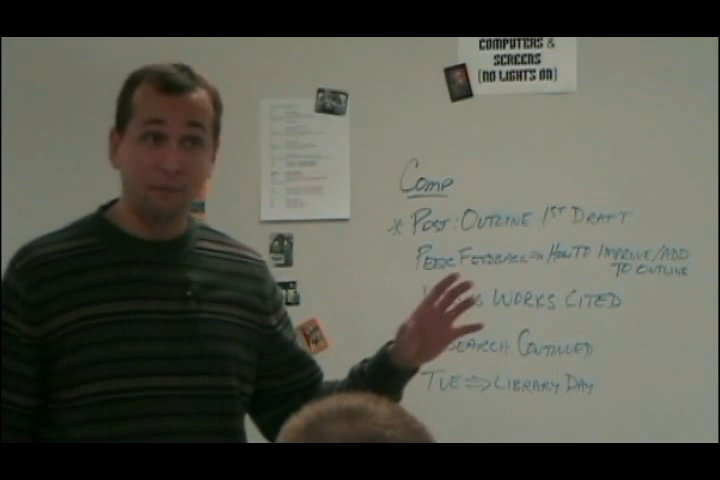 COMPUTERS &
SCREENS
(NO LIGHTS ON)
COMP
* POST: OUTLINE 1ST DRAFT
PEER FEEDBACK => HOW TO IMPROVE/ADD
TO OUTLINE
WORKS CITED
CONTINUED
TUE => LIBRARY DAY